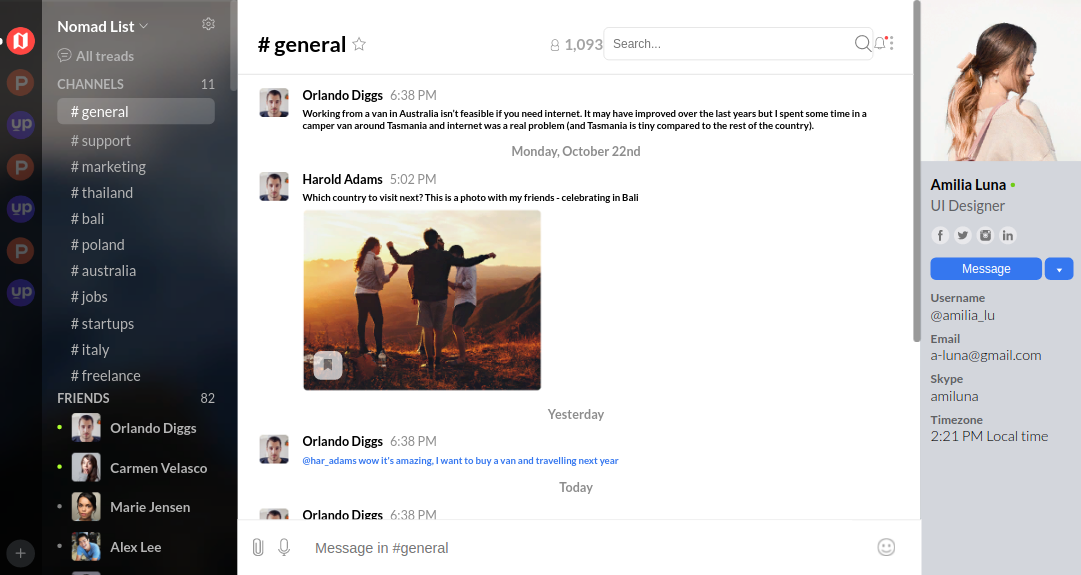 Nomad List
All treads
CHANNELS 11
# general
# support
# marketing
# thailand
# bali
# poland
# australia
# jobs
# startups
# italy
# freelance
FRIENDS 82
Orlando Diggs
Carmen Velasco
Marie Jensen
Alex Lee
P
up
P
up
P
up
+
# general
1,093
Search...
Orlando Diggs 6:38 PM
Working from a van in Australia isn't feasible if you need internet. It may have improved over the last years but I spent some time in a
camper van around Tasmania and internet was a real problem (and Tasmania is tiny compared to the rest of the country).
Monday, October 22nd
Harold Adams 5:02 PM
Which country to visit next? This is a photo with my friends - celebrating in Bali
Yesterday
Orlando Diggs 6:38 PM
@har_adams wow it's amazing, I want to buy a van and travelling next year
Today
Orlando Diggs 6:38 PM
Message in #general
Amilia Luna
UI Designer
f
in
Message
Username
@amilia_lu
Email
a-luna@gmail.com
Skype
amiluna
Timezone
2:21 PM Local time